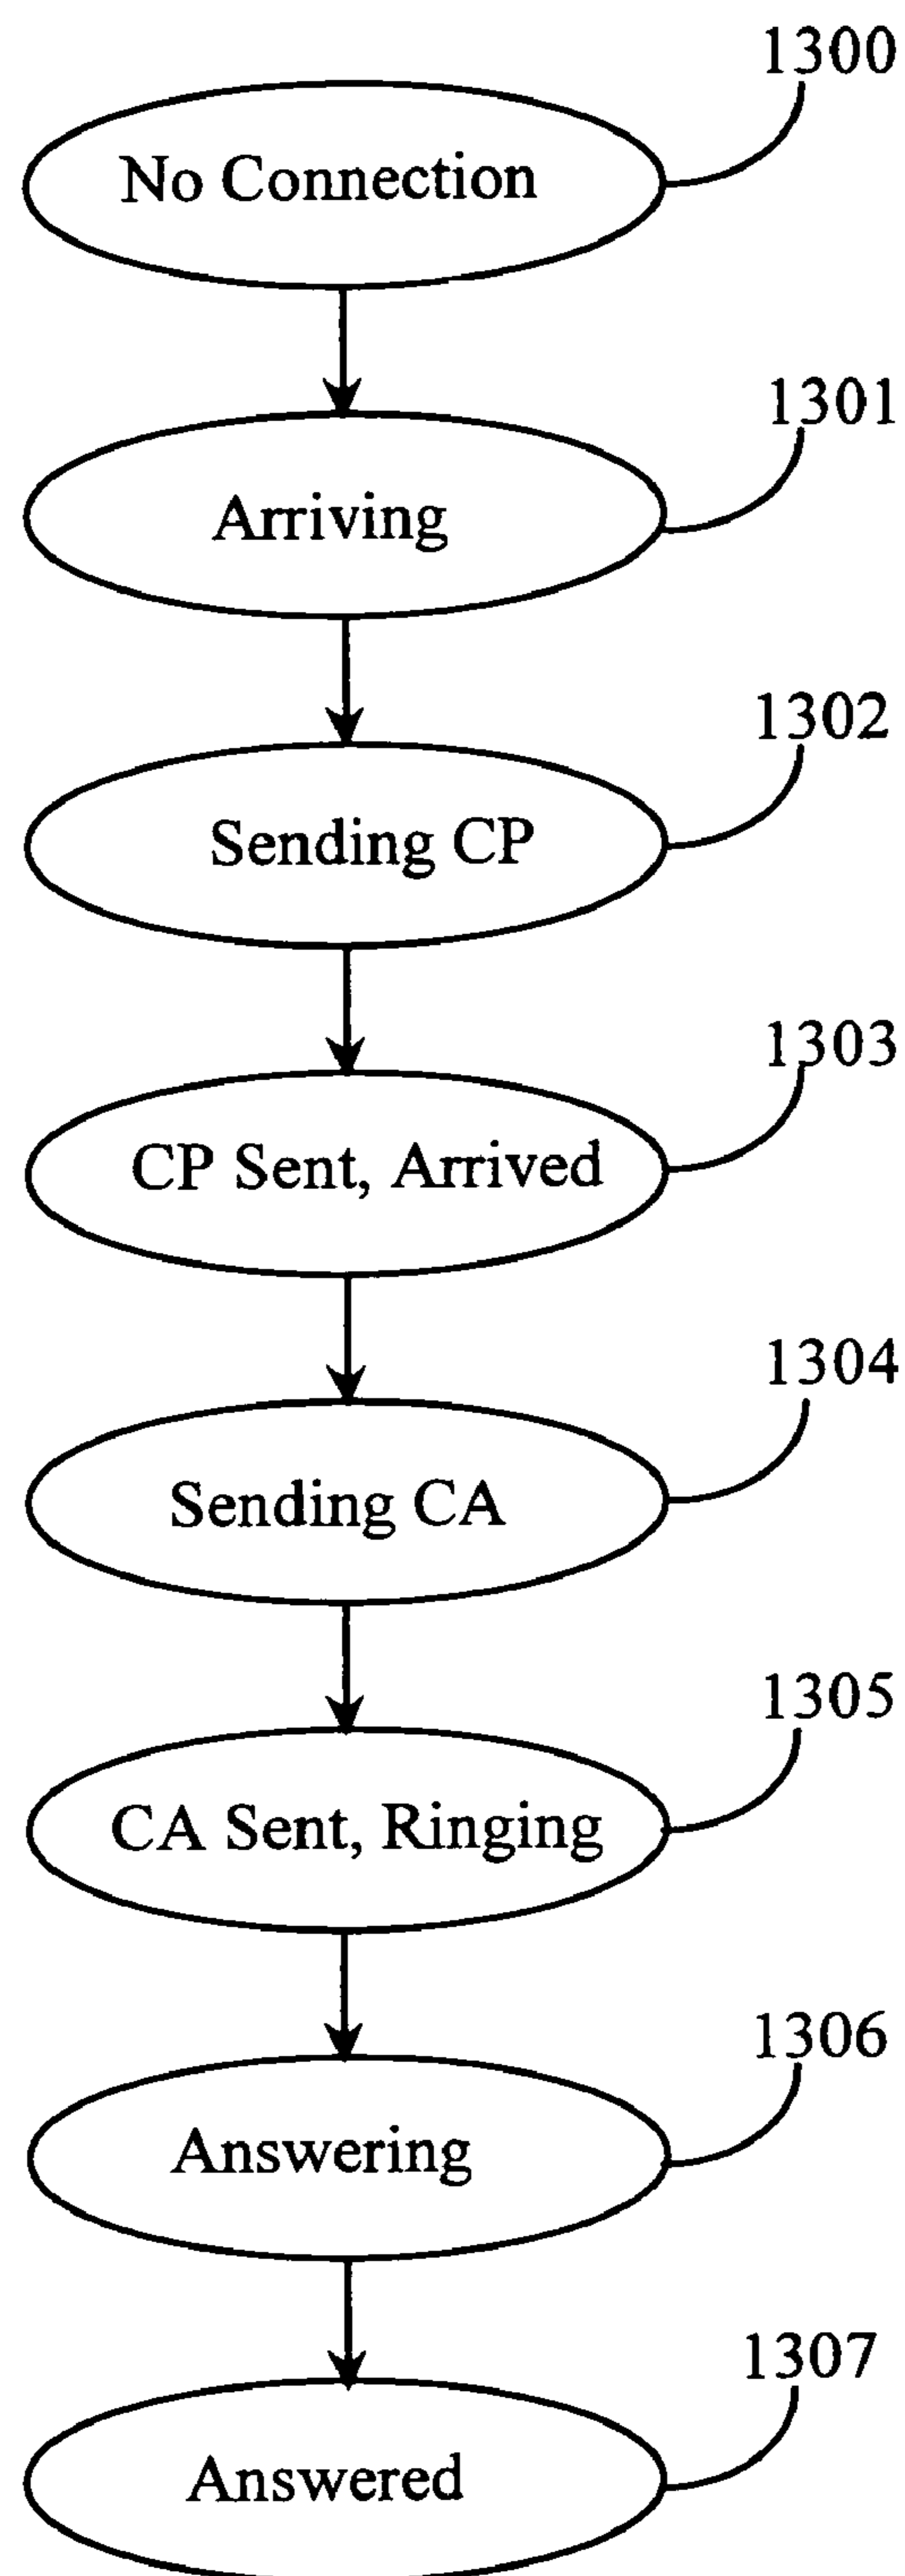 1300
No Connection
1301
Arriving
1302
Sending CP
1303
CP Sent, Arrived
1304
Sending CA
1305
CA Sent, Ringing
1306
Answering
1307
Answered